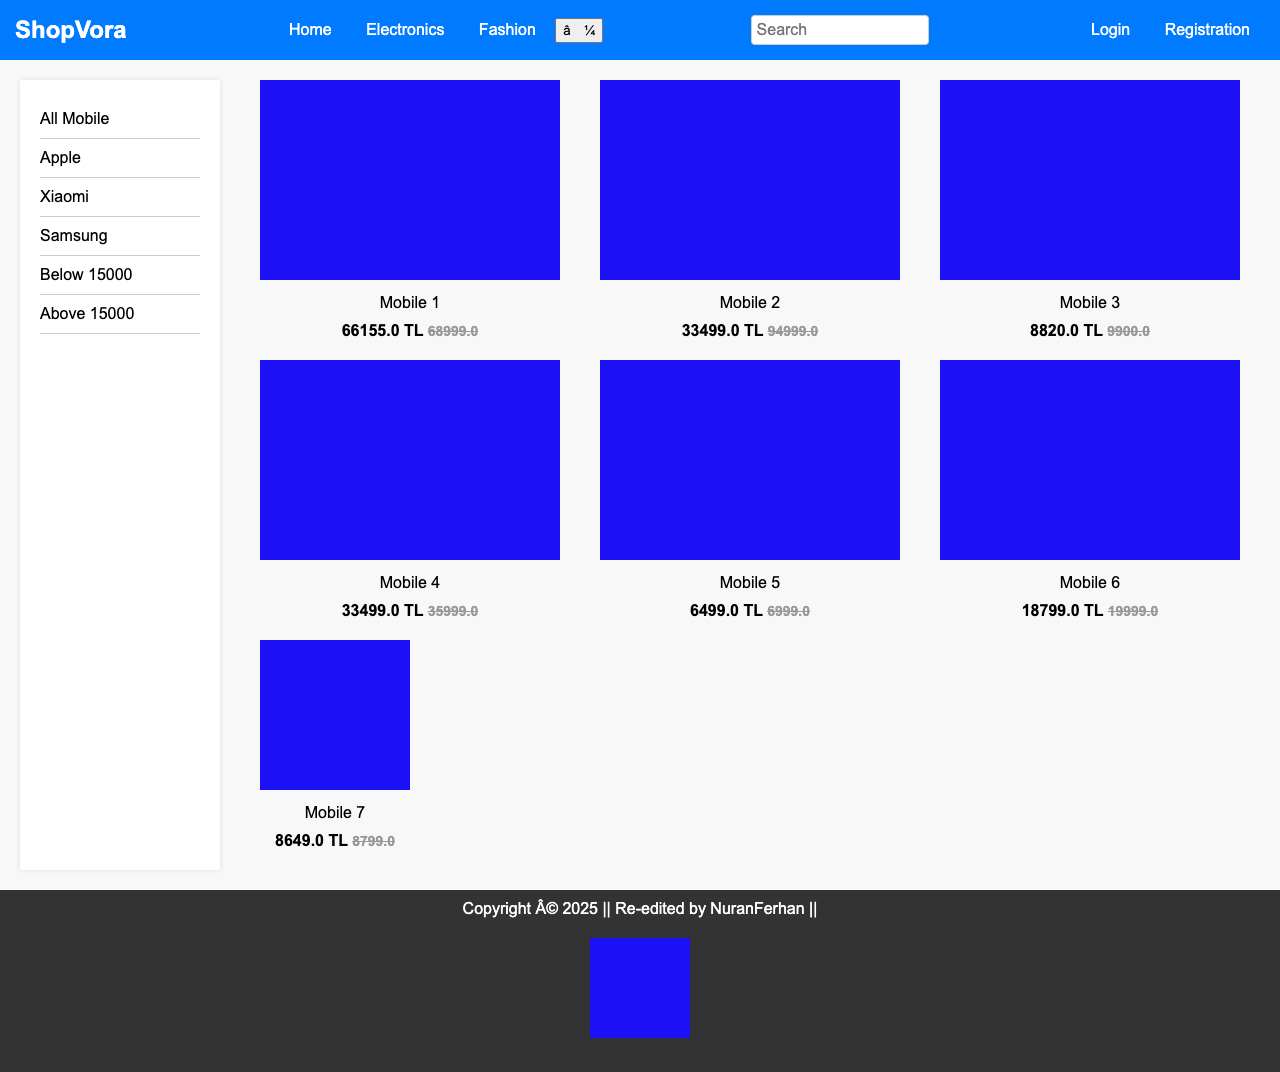 ShopVora Home Electronics Fashion â ¼ Search Login Registration
All Mobile
Apple
Xiaomi
Samsung
Below 15000
Above 15000
Mobile 1
66155.0 TL 68999.0
Mobile 2
33499.0 TL 94999.0
Mobile 3
8820.0 TL 9900.0
Mobile 4
33499.0 TL 35999.0
Mobile 5
6499.0 TL 6999.0
Mobile 6
18799.0 TL 19999.0
Mobile 7
8649.0 TL 8799.0
Copyright Â© 2025 || Re-edited by NuranFerhan ||